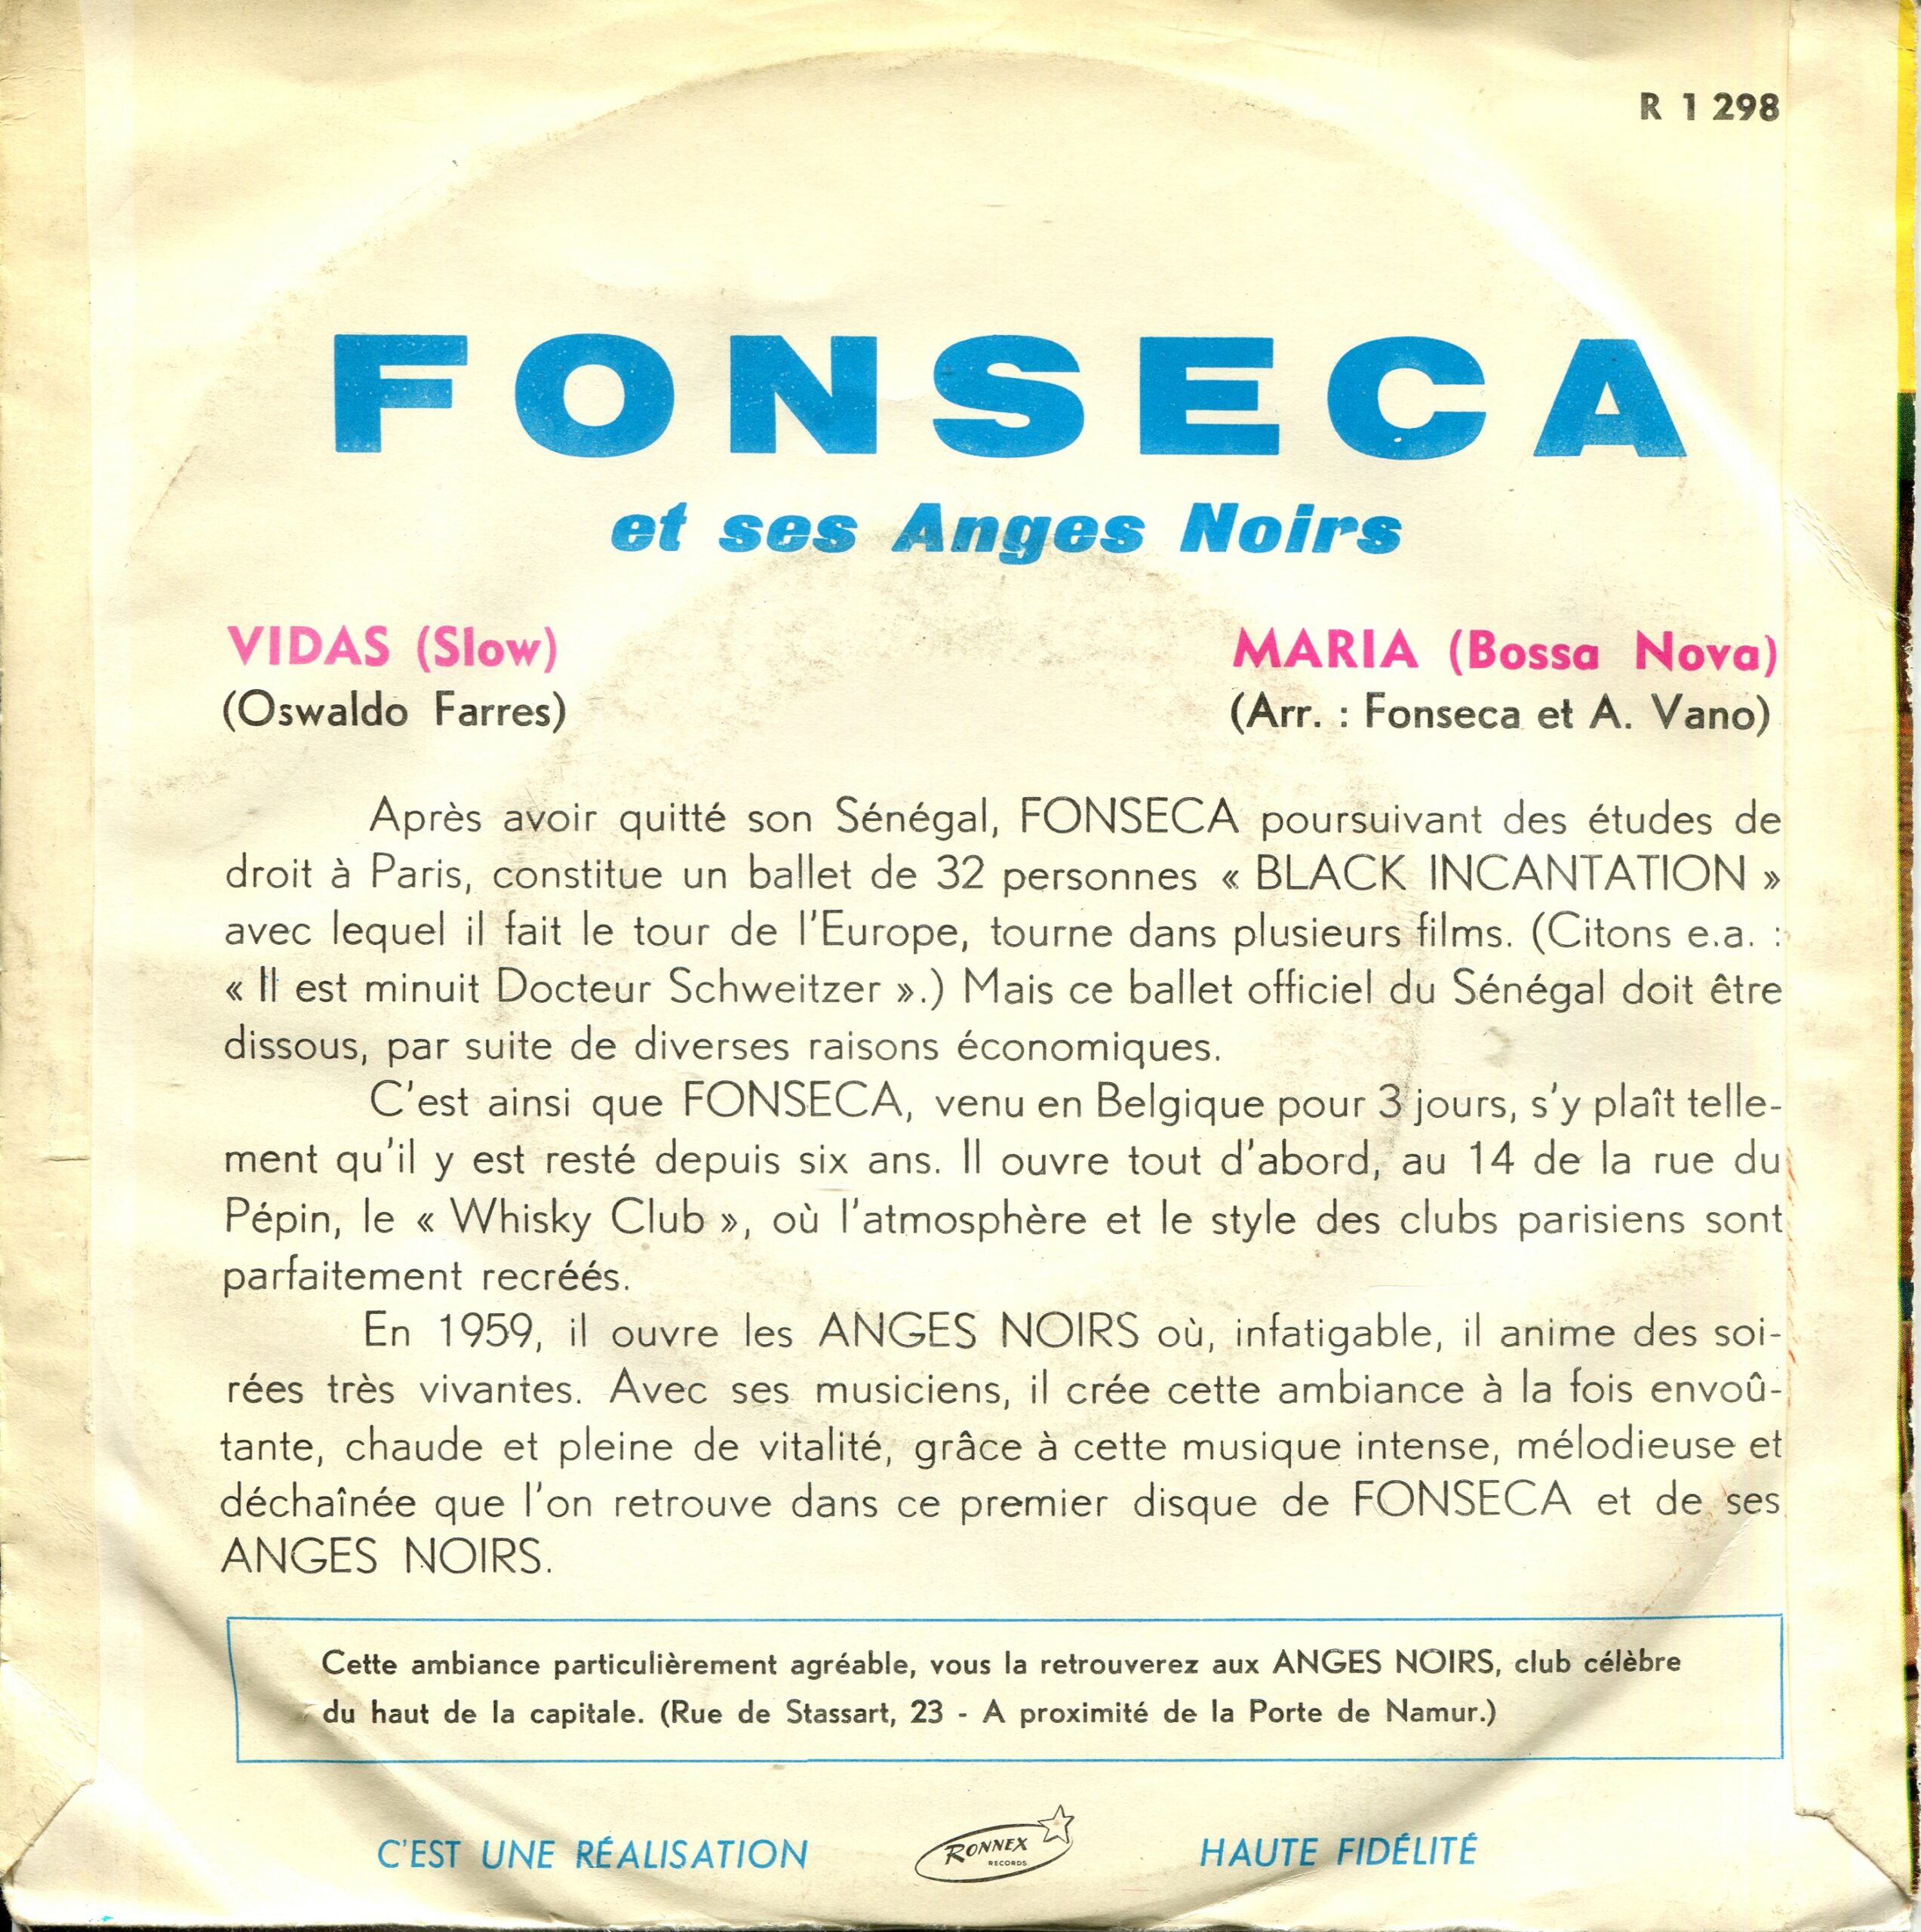 R 1 298
FONSECA
et ses Anges Noirs
VIDAS (Slow)
(Oswaldo Farres)
MARIA (Bossa Nova)
(Arr. : Fonseca et A. Vano)
Après avoir quitté son Sénégal, FONSECA poursuivant des études de
droit à Paris, constitue un ballet de 32 personnes « BLACK INCANTATION »
avec lequel il fait le tour de l'Europe, tourne dans plusieurs films. (Citons e.a. :
« Il est minuit Docteur Schweitzer ».) Mais ce ballet officiel du Sénégal doit être
dissous, par suite de diverses raisons économiques.
C'est ainsi que FONSECA, venu en Belgique pour 3 jours, s'y plaît telle-
ment qu'il y est resté depuis six ans. Il ouvre tout d'abord, au 14 de la rue du
Pépin, le « Whisky Club », où l'atmosphère et le style des clubs parisiens sont
parfaitement recréés.
En 1959, il ouvre les ANGES NOIRS où, infatigable, il anime des soi-
rées très vivantes. Avec ses musiciens, il crée cette ambiance à la fois envoû-
tante, chaude et pleine de vitalité, grâce à cette musique intense, mélodieuse et
déchaînée que l'on retrouve dans ce premier disque de FONSECA et de ses
ANGES NOIRS.
Cette ambiance particulièrement agréable, vous la retrouverez aux ANGES NOIRS, club célèbre
du haut de la capitale. (Rue de Stassart, 23 - A proximité de la Porte de Namur.)
C'EST UNE RÉALISATION
RONNEX
RECORDS
HAUTE FIDÉLITÉ